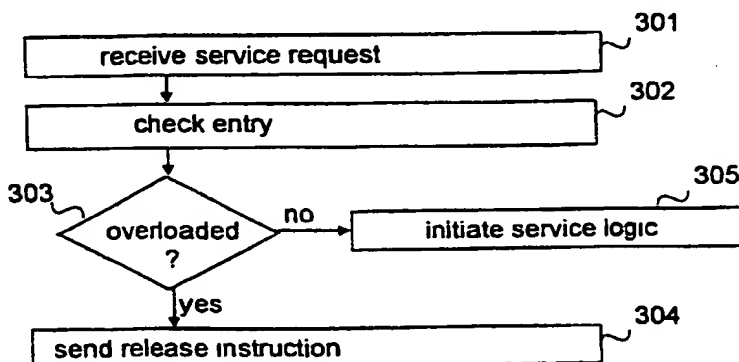 301
receive service request
302
check entry
303
overloaded
?
no
305
initiate service logic
yes
304
send release instruction